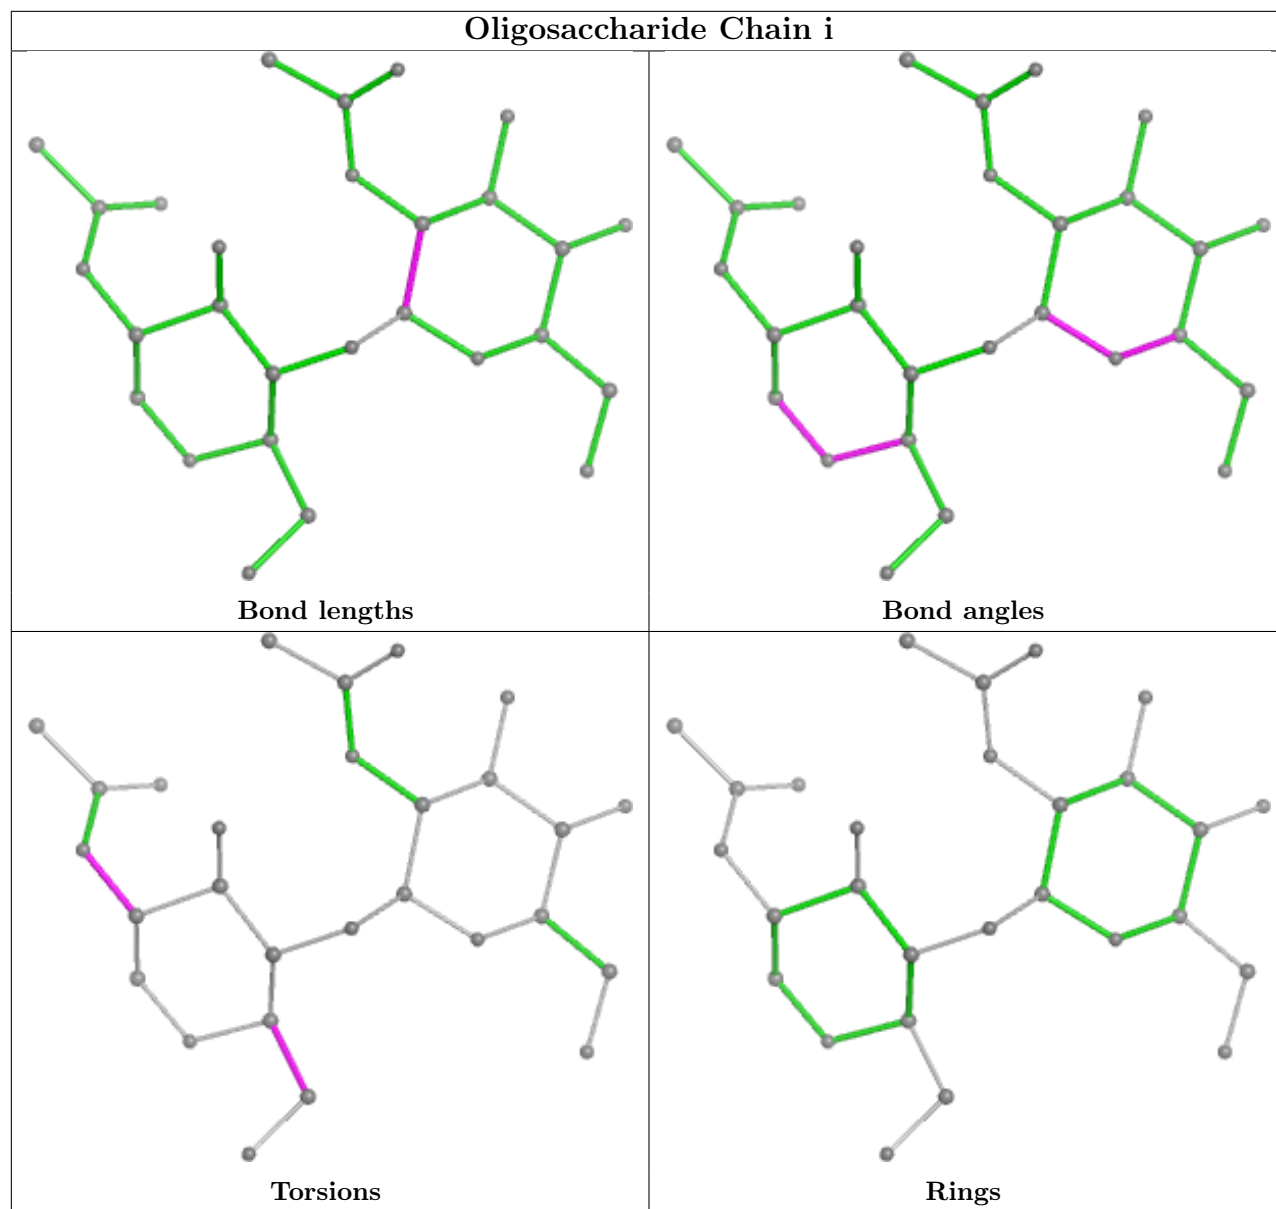 Oligosaccharide Chain i
Bond lengths
Bond angles
Torsions
Rings